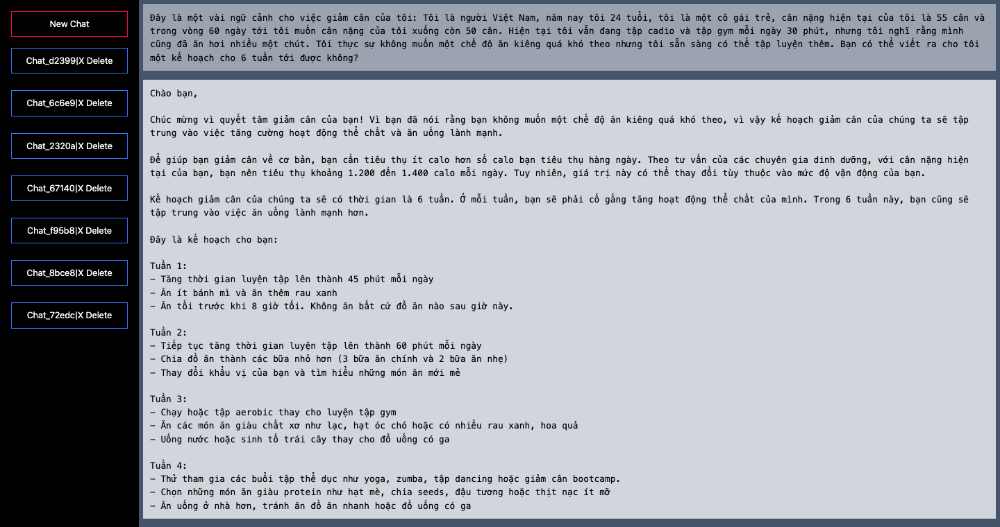 New Chat
Chat_d2399|X Delete
Chat_6c6e9|X Delete
Chat_2320a|X Delete
Chat_67140|X Delete
Chat_f95b8|X Delete
Chat_8bce8|X Delete
Chat_72edc|X Delete
Đây là một vài ngữ cảnh cho việc giảm cân của tôi: Tôi là người Việt Nam, năm nay tôi 24 tuổi, tôi là một cô gái trẻ, cân nặng hiện tại của tôi là 55 cân và
trong vòng 60 ngày tới tôi muốn cân nặng của tôi xuống còn 50 cân. Hiện tại tôi vẫn đang tập cadio và tập gym mỗi ngày 30 phút, nhưng tôi nghĩ rằng mình
cũng đã ăn hơi nhiều một chút. Tôi thực sự không muốn một chế độ ăn kiêng quá khó theo nhưng tôi sẵn sàng có thể tập luyện thêm. Bạn có thể viết ra cho tôi
một kế hoạch cho 6 tuần tới được không?
Chào bạn,
Chúc mừng vì quyết tâm giảm cân của bạn! Vì bạn đã nói rằng bạn không muốn một chế độ ăn kiêng quá khó theo, vì vậy kế hoạch giảm cân của chúng ta sẽ tập
trung vào việc tăng cường hoạt động thể chất và ăn uống lành mạnh.
Để giúp bạn giảm cân về cơ bản, bạn cần tiêu thụ ít calo hơn số calo bạn tiêu thụ hàng ngày. Theo tư vấn của các chuyên gia dinh dưỡng, với cân nặng hiện
tại của bạn, bạn nên tiêu thụ khoảng 1.200 đến 1.400 calo mỗi ngày. Tuy nhiên, giá trị này có thể thay đổi tùy thuộc vào mức độ vận động của bạn.
Kế hoạch giảm cân của chúng ta sẽ có thời gian là 6 tuần. Ở mỗi tuần, bạn sẽ phải cố gắng tăng hoạt động thể chất của mình. Trong 6 tuần này, bạn cũng sẽ
tập trung vào việc ăn uống lành mạnh hơn.
Đây là kế hoạch cho bạn:
Tuần 1:
– Tăng thời gian luyện tập lên thành 45 phút mỗi ngày
– Ăn ít bánh mì và ăn thêm rau xanh
– Ăn tối trước khi 8 giờ tối. Không ăn bất cứ đồ ăn nào sau giờ này.
Tuần 2:
– Tiếp tục tăng thời gian luyện tập lên thành 60 phút mỗi ngày
– Chia đồ ăn thành các bữa nhỏ hơn (3 bữa ăn chính và 2 bữa ăn nhẹ)
– Thay đổi khẩu vị của bạn và tìm hiểu những món ăn mới mẻ
Tuần 3:
– Chạy hoặc tập aerobic thay cho luyện tập gym
– Ăn các món ăn giàu chất xơ như lạc, hạt óc chó hoặc có nhiều rau xanh, hoa quả
– Uống nước hoặc sinh tố trái cây thay cho đồ uống có ga
Tuần 4:
– Thử tham gia các buổi tập thể dục như yoga, zumba, tập dancing hoặc giảm cân bootcamp.
– Chọn những món ăn giàu protein như hạt mè, chia seeds, đậu tương hoặc thịt nạc ít mỡ
– Ăn uống ở nhà hơn, tránh ăn đồ ăn nhanh hoặc đồ uống có ga